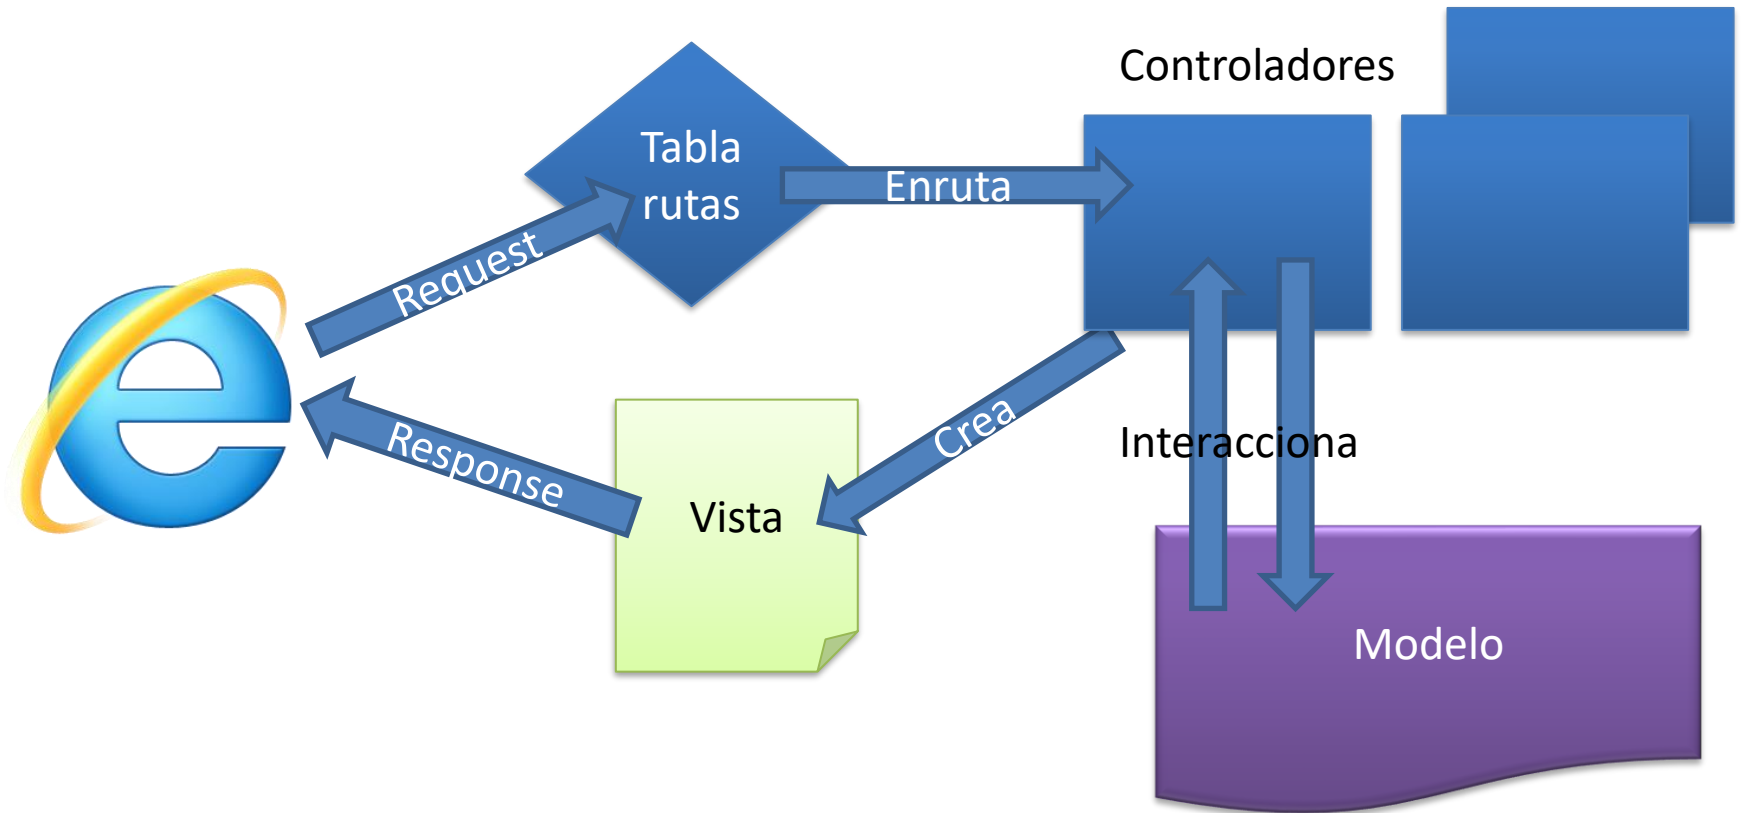 Controladores
Tabla
rutas
Enruta
Request
Response
Crea
Interacciona
Vista
Modelo